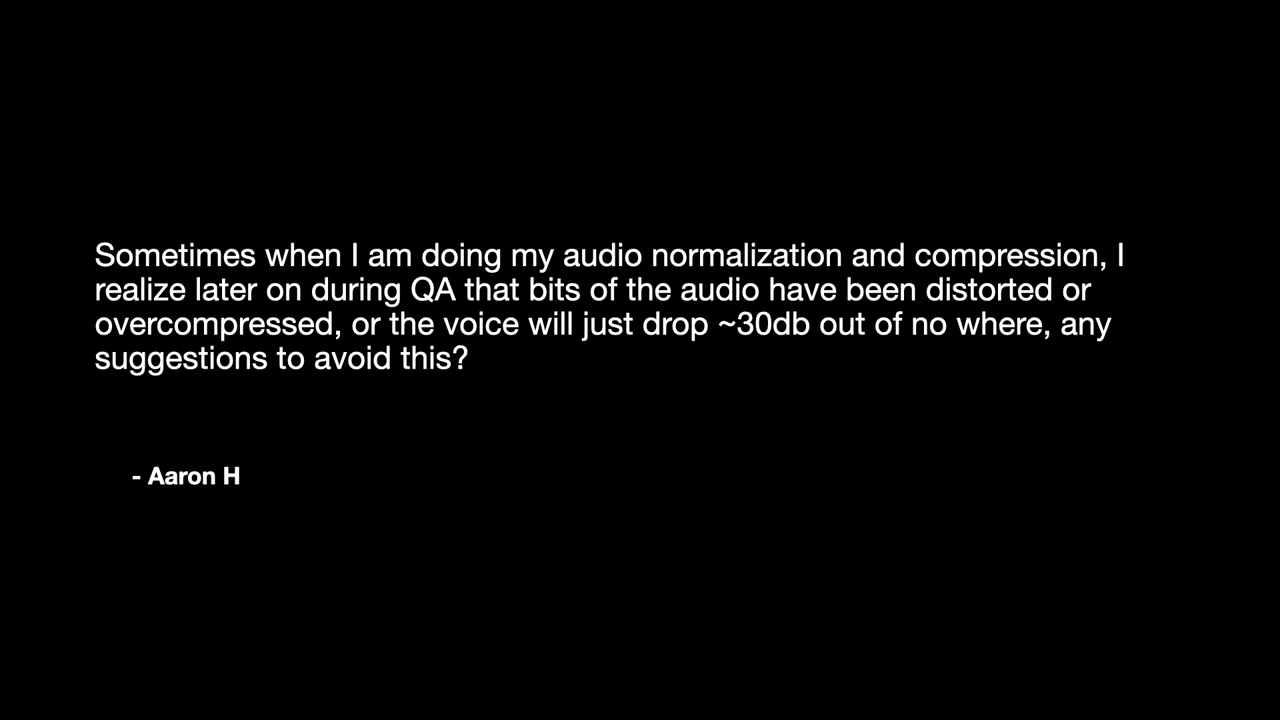 Sometimes when I am doing my audio normalization and compression, I
realize later on during QA that bits of the audio have been distorted or
overcompressed, or the voice will just drop ~30db out of no where, any
suggestions to avoid this?
- Aaron H